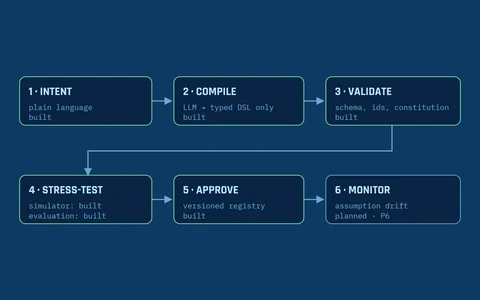 1 · INTENT
plain language
built
2 · COMPILE
LLM → typed DSL only
built
3 · VALIDATE
schema, ids, constitution
built
4 · STRESS-TEST
simulator: built
evaluation: built
5 · APPROVE
versioned registry
built
6 · MONITOR
assumption drift
planned · P6